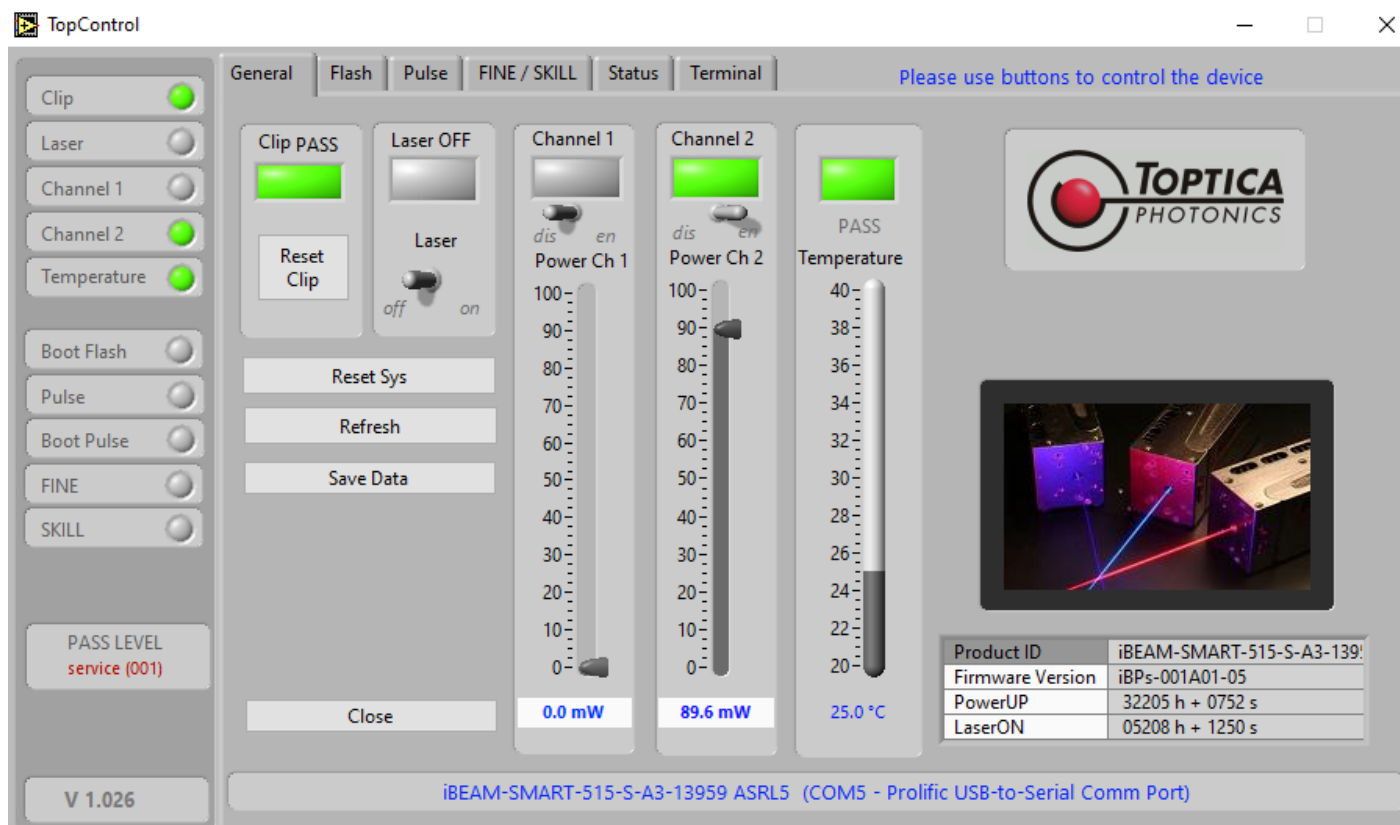 TopControl
General Flash Pulse FINE / SKILL Status Terminal
Please use buttons to control the device
Clip
Laser
Channel 1
Channel 2
Temperature
Boot Flash
Pulse
Boot Pulse
FINE
SKILL
PASS LEVEL
service (001)
V 1.026
Clip PASS
Reset
Clip
Laser OFF
Laser
off on
Reset Sys
Refresh
Save Data
Close
Channel 1
dis en
Power Ch 1
100
90
80
70
60
50
40
30
20
10
0
0.0 mW
Channel 2
dis en
Power Ch 2
100
90
80
70
60
50
40
30
20
10
0
89.6 mW
PASS
Temperature
40
38
36
34
32
30
28
26
24
22
20
25.0 °C
TOPTICA
PHOTONICS
Product ID iBEAM-SMART-515-S-A3-139
Firmware Version iBPs-001A01-05
PowerUP 32205 h + 0752 s
LaserON 05208 h + 1250 s
iBEAM-SMART-515-S-A3-13959 ASRL5 (COM5 - Prolific USB-to-Serial Comm Port)